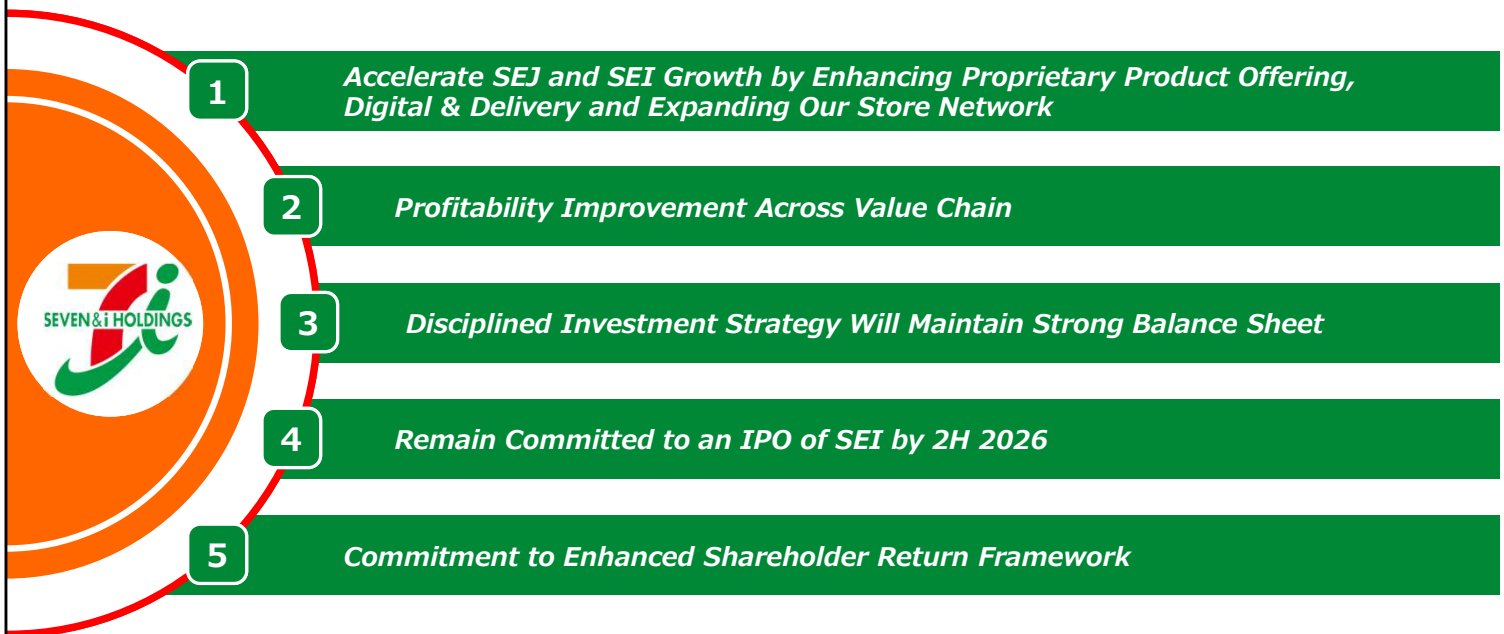 1
Accelerate SEJ and SEI Growth by Enhancing Proprietary Product Offering,
Digital & Delivery and Expanding Our Store Network
2
Profitability Improvement Across Value Chain
SEVEN&i HOLDINGS
3
Disciplined Investment Strategy Will Maintain Strong Balance Sheet
4
Remain Committed to an IPO of SEI by 2H 2026
5
Commitment to Enhanced Shareholder Return Framework